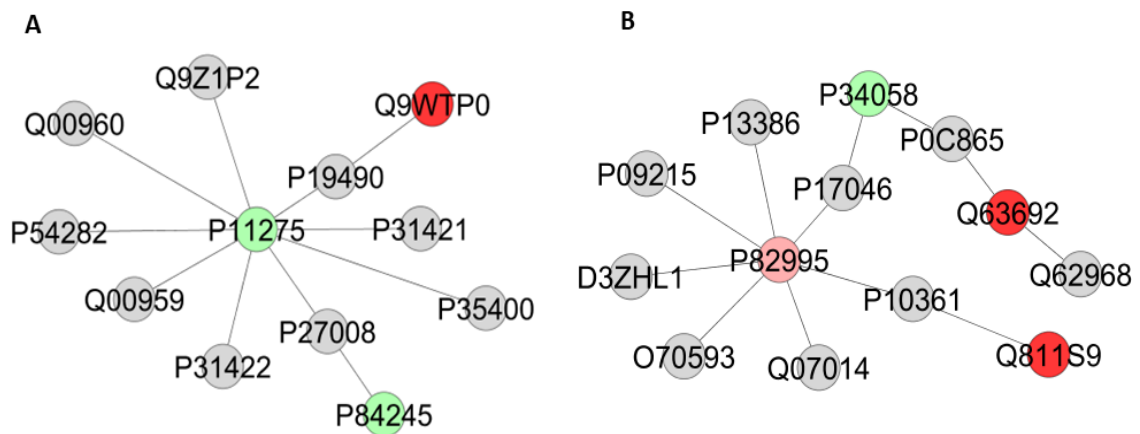 A
Q9Z1P2
Q9WTP0
Q00960
P19490
P54282
P11275
P31421
Q00959
P35400
P27008
P31422
P84245
B
P34058
P13386
P0C865
P09215
P17046
Q63692
P82995
D3ZHL1
Q62968
P10361
O70593
Q07014
Q811S9